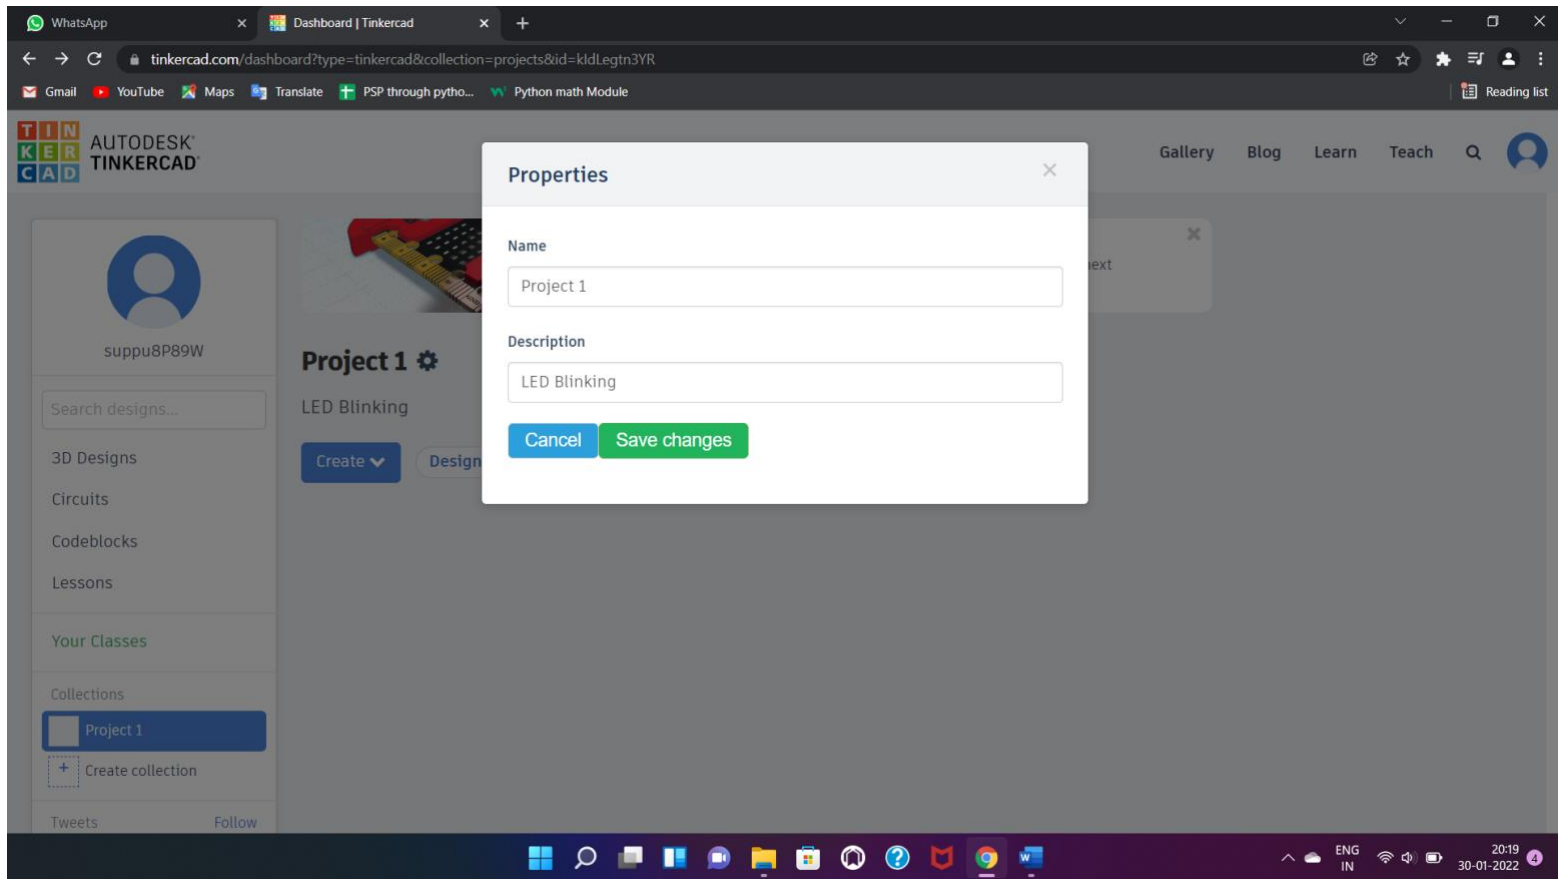 WhatsApp
Dashboard | Tinkercad
tinkercad.com/dashboard?type=tinkercad&collection=projects&id=kldLegtn3YR
Gmail YouTube Maps Translate PSP through pytho... Python math Module Reading list
TIN
KER
CAD
AUTODESK®
TINKERCAD®
Gallery Blog Learn Teach
Properties
Name
Project 1
Description
LED Blinking
Cancel Save changes
ext
suppu8P89W
Search designs...
3D Designs
Circuits
Codeblocks
Lessons
Your Classes
Collections
Project 1
+ Create collection
Tweets Follow
Project 1
LED Blinking
Create Design
ENG
IN
20:19
30-01-2022
4